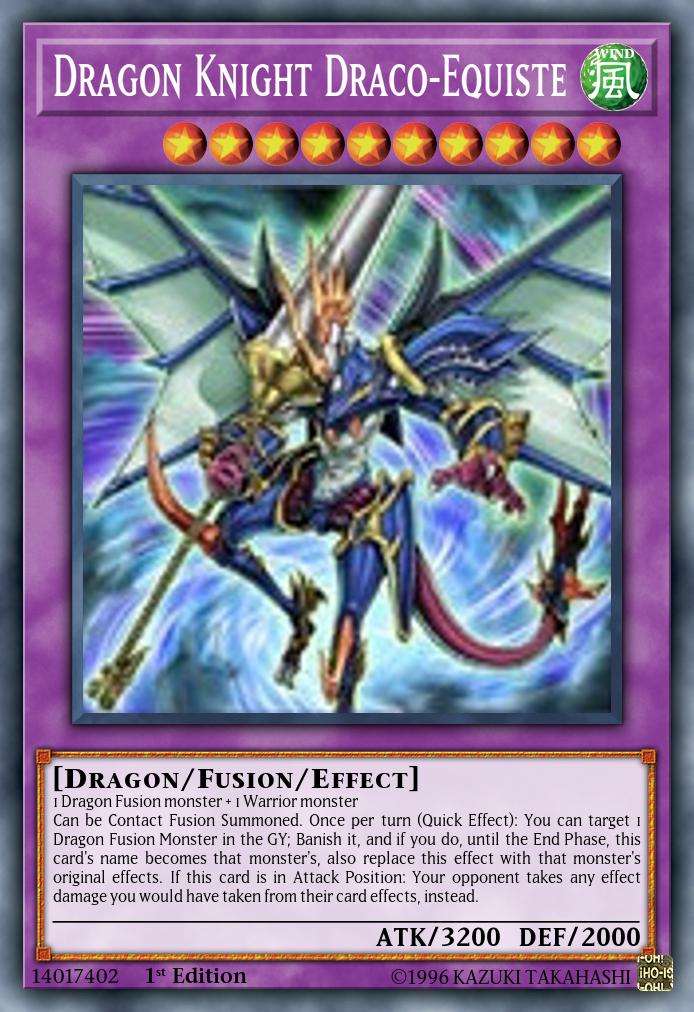 Dragon Knight Draco-Equiste
WIND
風
[Dragon/Fusion/Effect]
1 Dragon Fusion monster + 1 Warrior monster
Can be Contact Fusion Summoned. Once per turn (Quick Effect): You can target 1
Dragon Fusion Monster in the GY; Banish it, and if you do, until the End Phase, this
card's name becomes that monster's, also replace this effect with that monster's
original effects. If this card is in Attack Position: Your opponent takes any effect
damage you would have taken from their card effects, instead.
ATK/3200 DEF/2000
14017402 1st Edition ©1996 KAZUKI TAKAHASHI